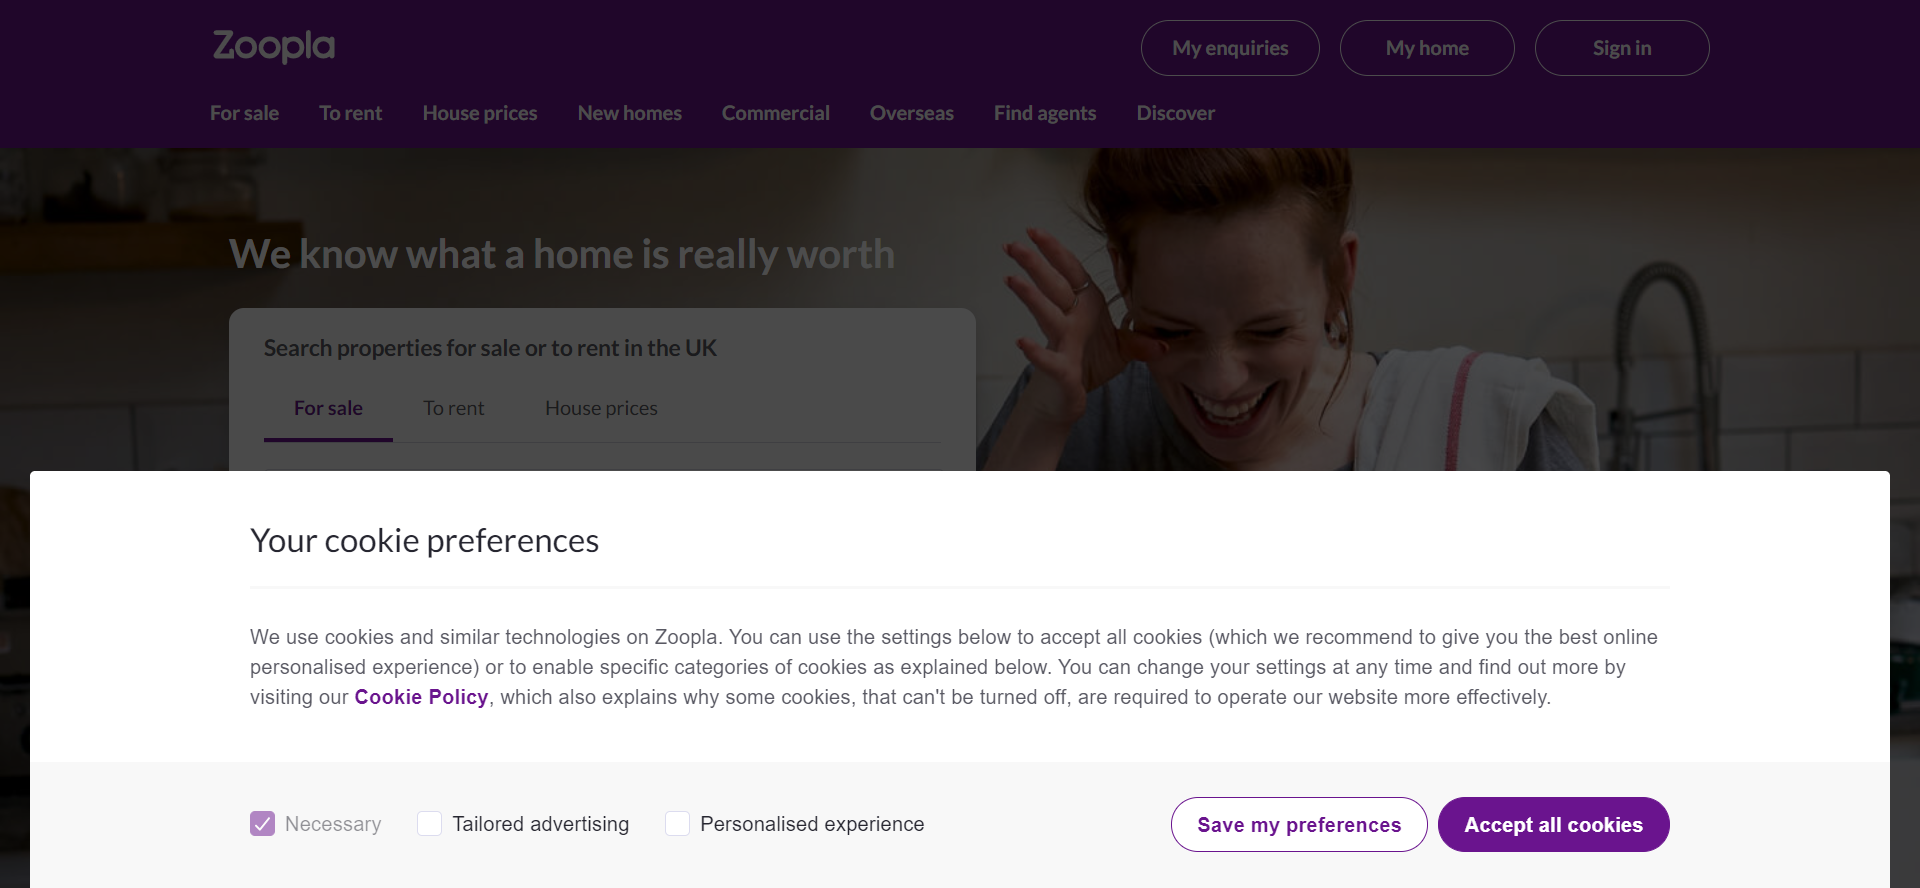 Zoopla
My enquiries
My home
Sign in
For sale
To rent
House prices
New homes
Commercial
Overseas
Find agents
Discover
We know what a home is really worth
Search properties for sale or to rent in the UK
For sale
To rent
House prices
Your cookie preferences
We use cookies and similar technologies on Zoopla. You can use the settings below to accept all cookies (which we recommend to give you the best online
personalised experience) or to enable specific categories of cookies as explained below. You can change your settings at any time and find out more by
visiting our Cookie Policy, which also explains why some cookies, that can't be turned off, are required to operate our website more effectively.
Necessary
Tailored advertising
Personalised experience
Save my preferences
Accept all cookies